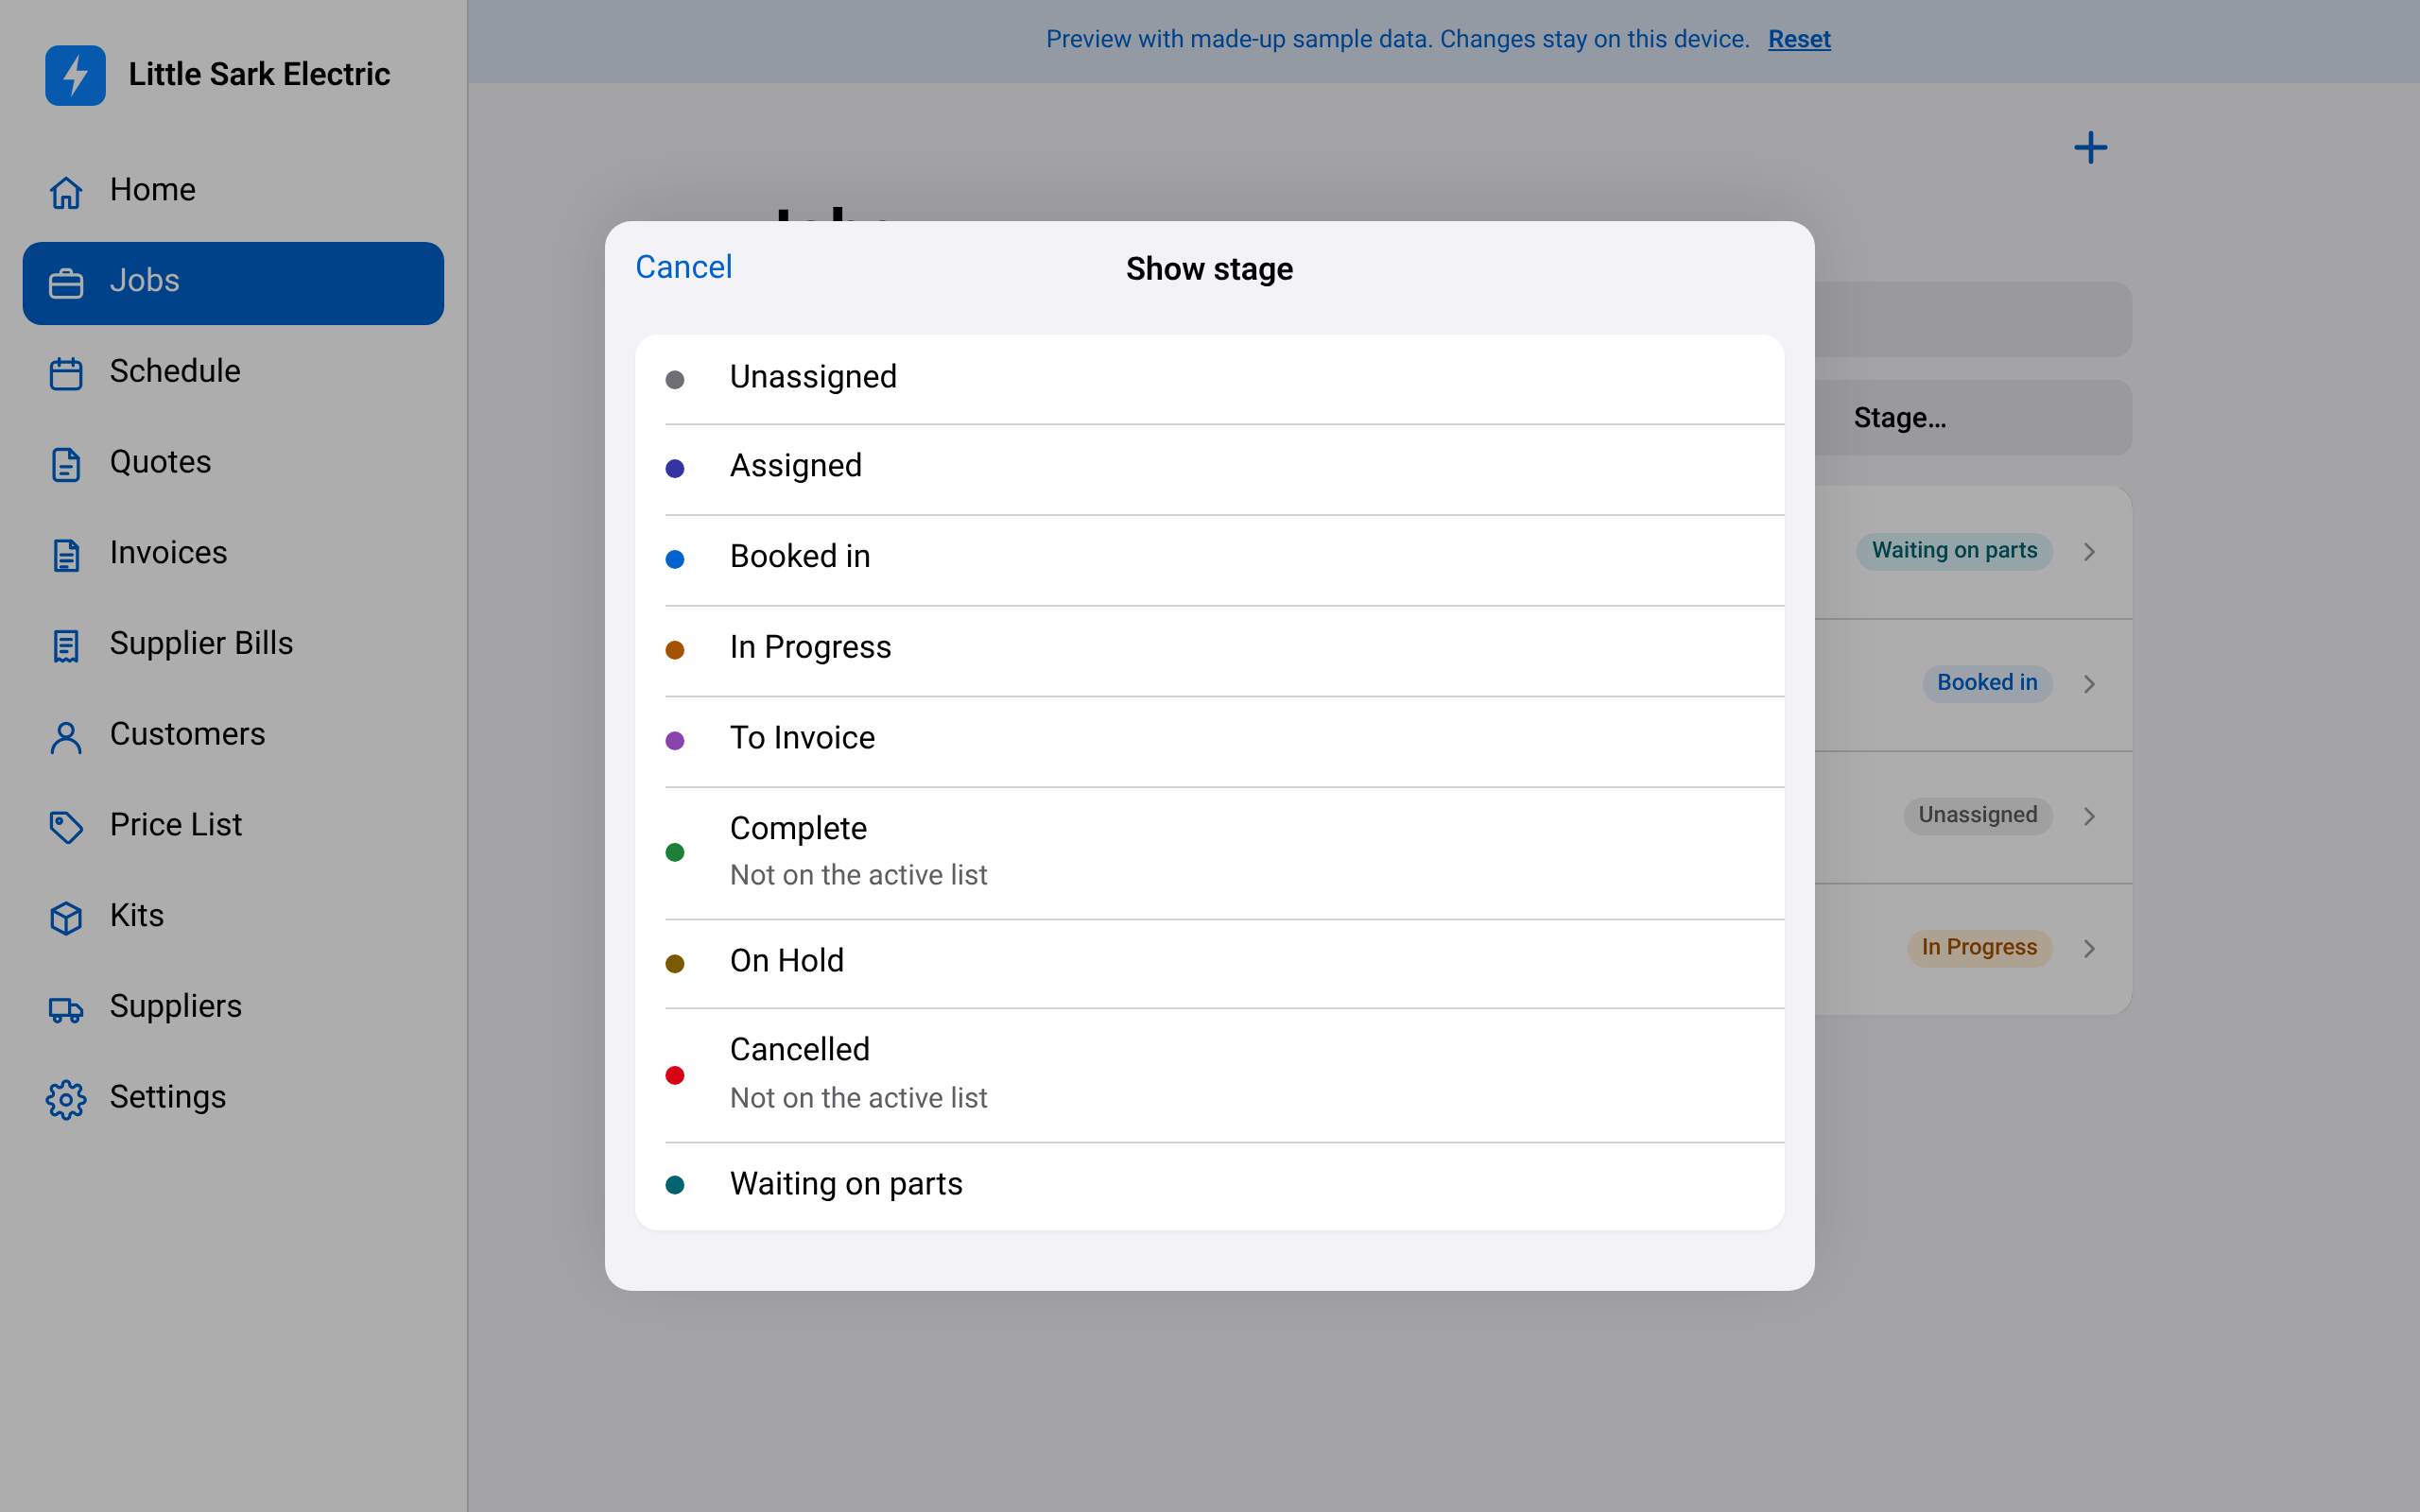 Little Sark Electric
Home
Jobs
Schedule
Quotes
Invoices
Supplier Bills
Customers
Price List
Kits
Suppliers
Settings
Preview with made-up sample data. Changes stay on this device. Reset
Cancel
Show stage
Unassigned
Assigned
Booked in
In Progress
To Invoice
Complete
Not on the active list
On Hold
Cancelled
Not on the active list
Waiting on parts
Stage...
Waiting on parts
Booked in
Unassigned
In Progress